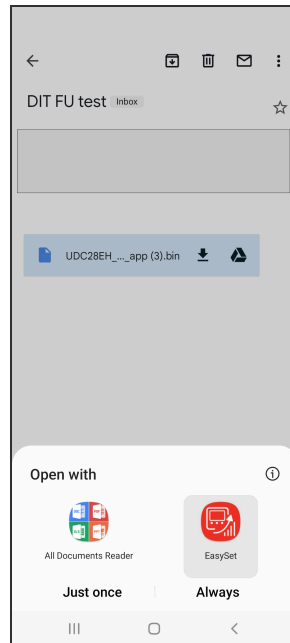 DIT FU test Inbox
UDC28EH_..._app (3).bin
Open with
All Documents Reader
EasySet
Just once
Always